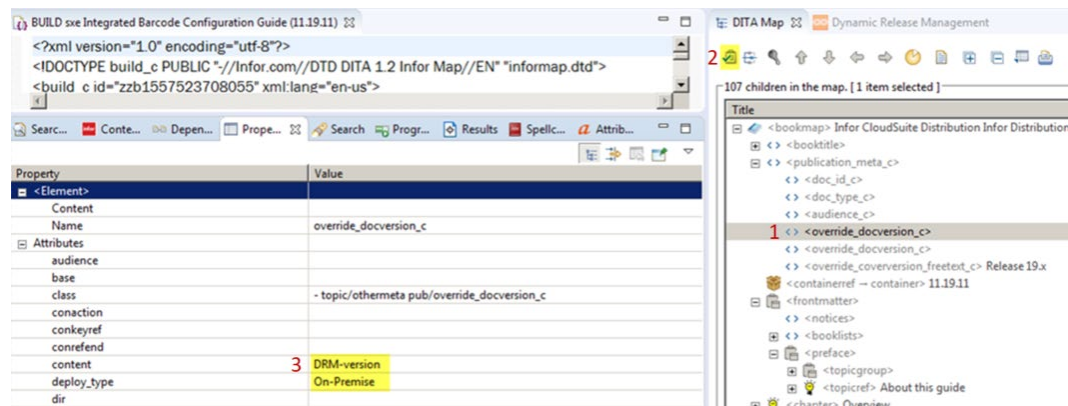 BUILD sxe Integrated Barcode Configuration Guide (11.19.11)
<?xml version="1.0" encoding="utf-8"?>
<!DOCTYPE build_c PUBLIC "-//Infor.com//DTD DITA 1.2 Infor Map//EN" "informap.dtd">
<build_c id="zzb1557523708055" xml:lang="en-us">
Searc... Conte... Depen... Prope... Search Progr... Results Spellc... Attrib...
Property Value
<Element>
Content
Name override_docversion_c
Attributes
audience
base
class - topic/othermeta pub/override_docversion_c
conaction
conkeyref
conrefend
3
content DRM-version
deploy_type On-Premise
dir
DITA Map Dynamic Release Management
2
107 children in the map. [ 1 item selected ]
Title
<bookmap> Infor CloudSuite Distribution Infor Distribution
<booktitle>
<publication_meta_c>
<doc_id_c>
<doc_type_c>
<audience_c>
1 <override_docversion_c>
<override_docversion_c>
<override_coverversion_freetext_c> Release 19.x
<containerref → container> 11.19.11
<frontmatter>
<notices>
<booklists>
<preface>
<topicgroup>
<topicref> About this guide
<chapter> Overview